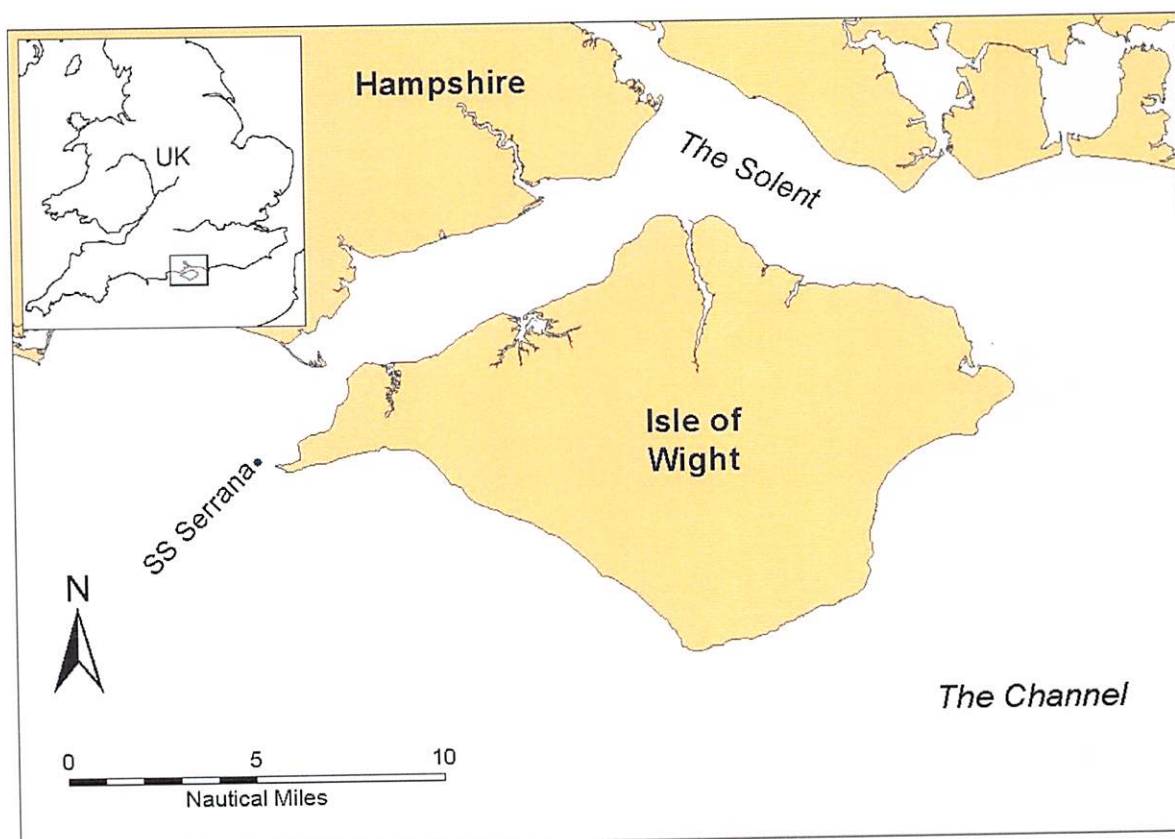 Hampshire
UK
The Solent
Isle of
Wight
SS Serrana
N
The Channel
0 5 10
Nautical Miles